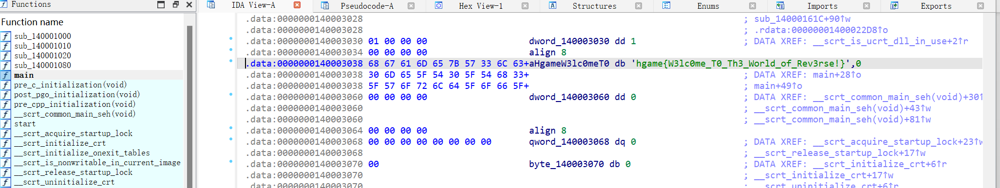 Functions
IDA View-A
Pseudocode-A
Hex View-1
Structures
Enums
Imports
Exports
Function name
sub_140001000
sub_140001010
sub_140001020
sub_140001080
main
pre_c_initialization(void)
post_pgo_initialization(void)
pre_cpp_initialization(void)
__scrt_common_main_seh(void)
start
__scrt_acquire_startup_lock
__scrt_initialize_crt
__scrt_initialize_onexit_tables
__scrt_is_nonwritable_in_current_image
__scrt_release_startup_lock
__scrt_uninitialize_crt
.data:0000000140003028 ; sub_14000161C+90↑w
.data:0000000140003028 ; .rdata:00000001400022D8↑o
.data:0000000140003030 01 00 00 00 dword_140003030 dd 1 ; DATA XREF: __scrt_is_ucrt_dll_in_use+2↑r
.data:0000000140003034 00 00 00 00 align 8
.data:0000000140003038 68 67 61 6D 65 7B 57 33 6C 63+aHgameW3lc0meT0 db 'hgame{W3lc0me_T0_Th3_World_of_Rev3rse!}',0
.data:0000000140003038 30 6D 65 5F 54 30 5F 54 68 33+ ; DATA XREF: main+28↑o
.data:0000000140003038 5F 57 6F 72 6C 64 5F 6F 66 5F+ ; main+49↑o
.data:0000000140003060 00 00 00 00 dword_140003060 dd 0 ; DATA XREF: __scrt_common_main_seh(void)+30↑
.data:0000000140003060 ; __scrt_common_main_seh(void)+43↑w
.data:0000000140003060 ; __scrt_common_main_seh(void)+81↑w
.data:0000000140003064 00 00 00 00 align 8
.data:0000000140003068 00 00 00 00 00 00 00 00 qword_140003068 dq 0 ; DATA XREF: __scrt_acquire_startup_lock+23↑w
.data:0000000140003068 ; __scrt_release_startup_lock+17↑w
.data:0000000140003070 00 byte_140003070 db 0 ; DATA XREF: __scrt_initialize_crt+6↑r
.data:0000000140003070 ; __scrt_initialize_crt+17↑w
.data:0000000140003070 ; __scrt_uninitialize_crt+6↑r